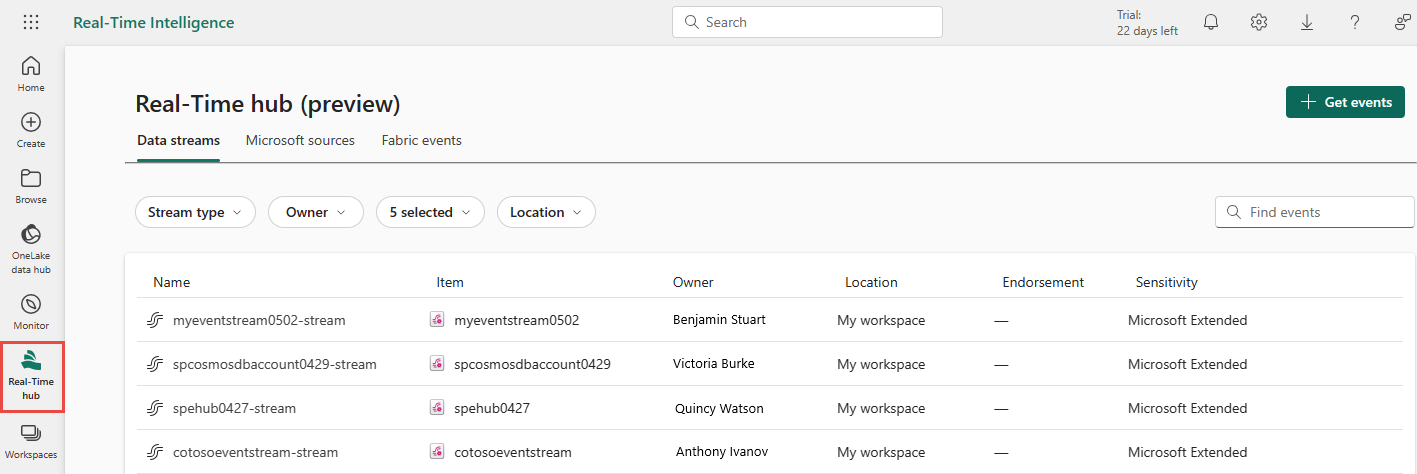 Real-Time Intelligence
Search
Trial:
22 days left
Home
Create
Browse
OneLake
data hub
Monitor
Real-Time
hub
Workspaces
Real-Time hub (preview)
Get events
Data streams Microsoft sources Fabric events
Stream type Owner 5 selected Location
Find events
Name Item Owner Location Endorsement Sensitivity
myeventstream0502-stream myeventstream0502 Benjamin Stuart My workspace — Microsoft Extended
spcosmosdbaccount0429-stream spcosmosdbaccount0429 Victoria Burke My workspace — Microsoft Extended
spehub0427-stream spehub0427 Quincy Watson My workspace — Microsoft Extended
cotosoeventstream-stream cotosoeventstream Anthony Ivanov My workspace — Microsoft Extended